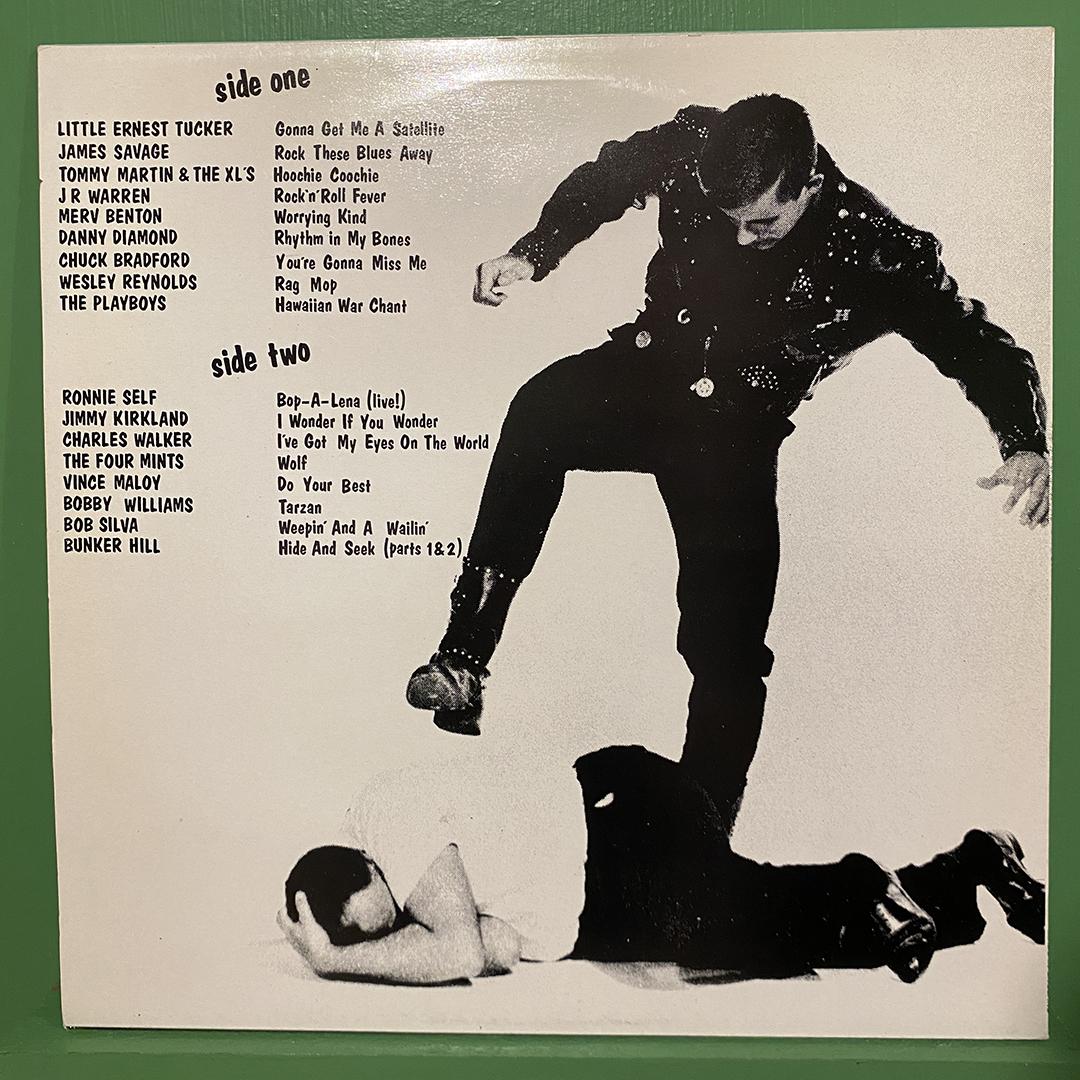 side one
LITTLE ERNEST TUCKER Gonna Get Me A Satellite
JAMES SAVAGE Rock These Blues Away
TOMMY MARTIN & THE XL'S Hoochie Coochie
J R WARREN Rock'n'Roll Fever
MERV BENTON Worrying Kind
DANNY DIAMOND Rhythm in My Bones
CHUCK BRADFORD You're Gonna Miss Me
WESLEY REYNOLDS Rag Mop
THE PLAYBOYS Hawaiian War Chant
side two
RONNIE SELF Bop-A-Lena (live!)
JIMMY KIRKLAND I Wonder If You Wonder
CHARLES WALKER I've Got My Eyes On The World
THE FOUR MINTS Wolf
VINCE MALOY Do Your Best
BOBBY WILLIAMS Tarzan
BOB SILVA Weepin' And A Wailin'
BUNKER HILL Hide And Seek (parts 1&2)